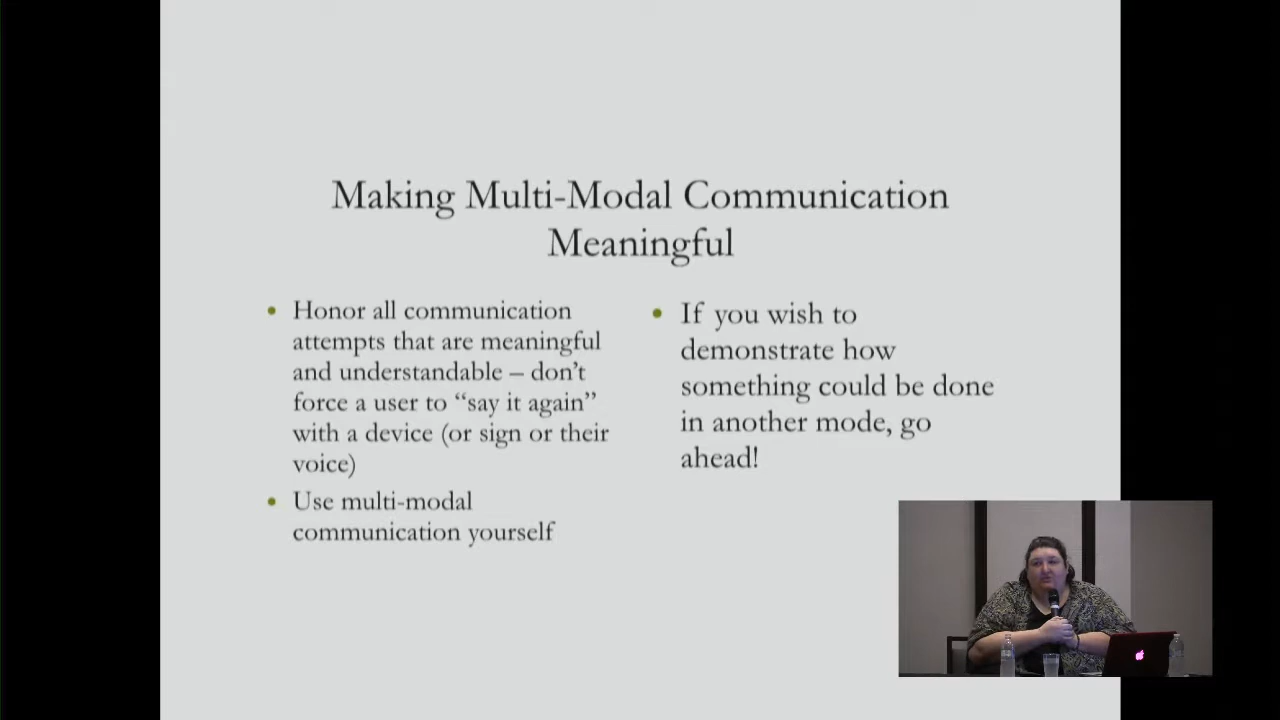 Making Multi-Modal Communication
Meaningful
• Honor all communication
attempts that are meaningful
and understandable – don’t
force a user to “say it again”
with a device (or sign or their
voice)
• Use multi-modal
communication yourself
• If you wish to
demonstrate how
something could be done
in another mode, go
ahead!